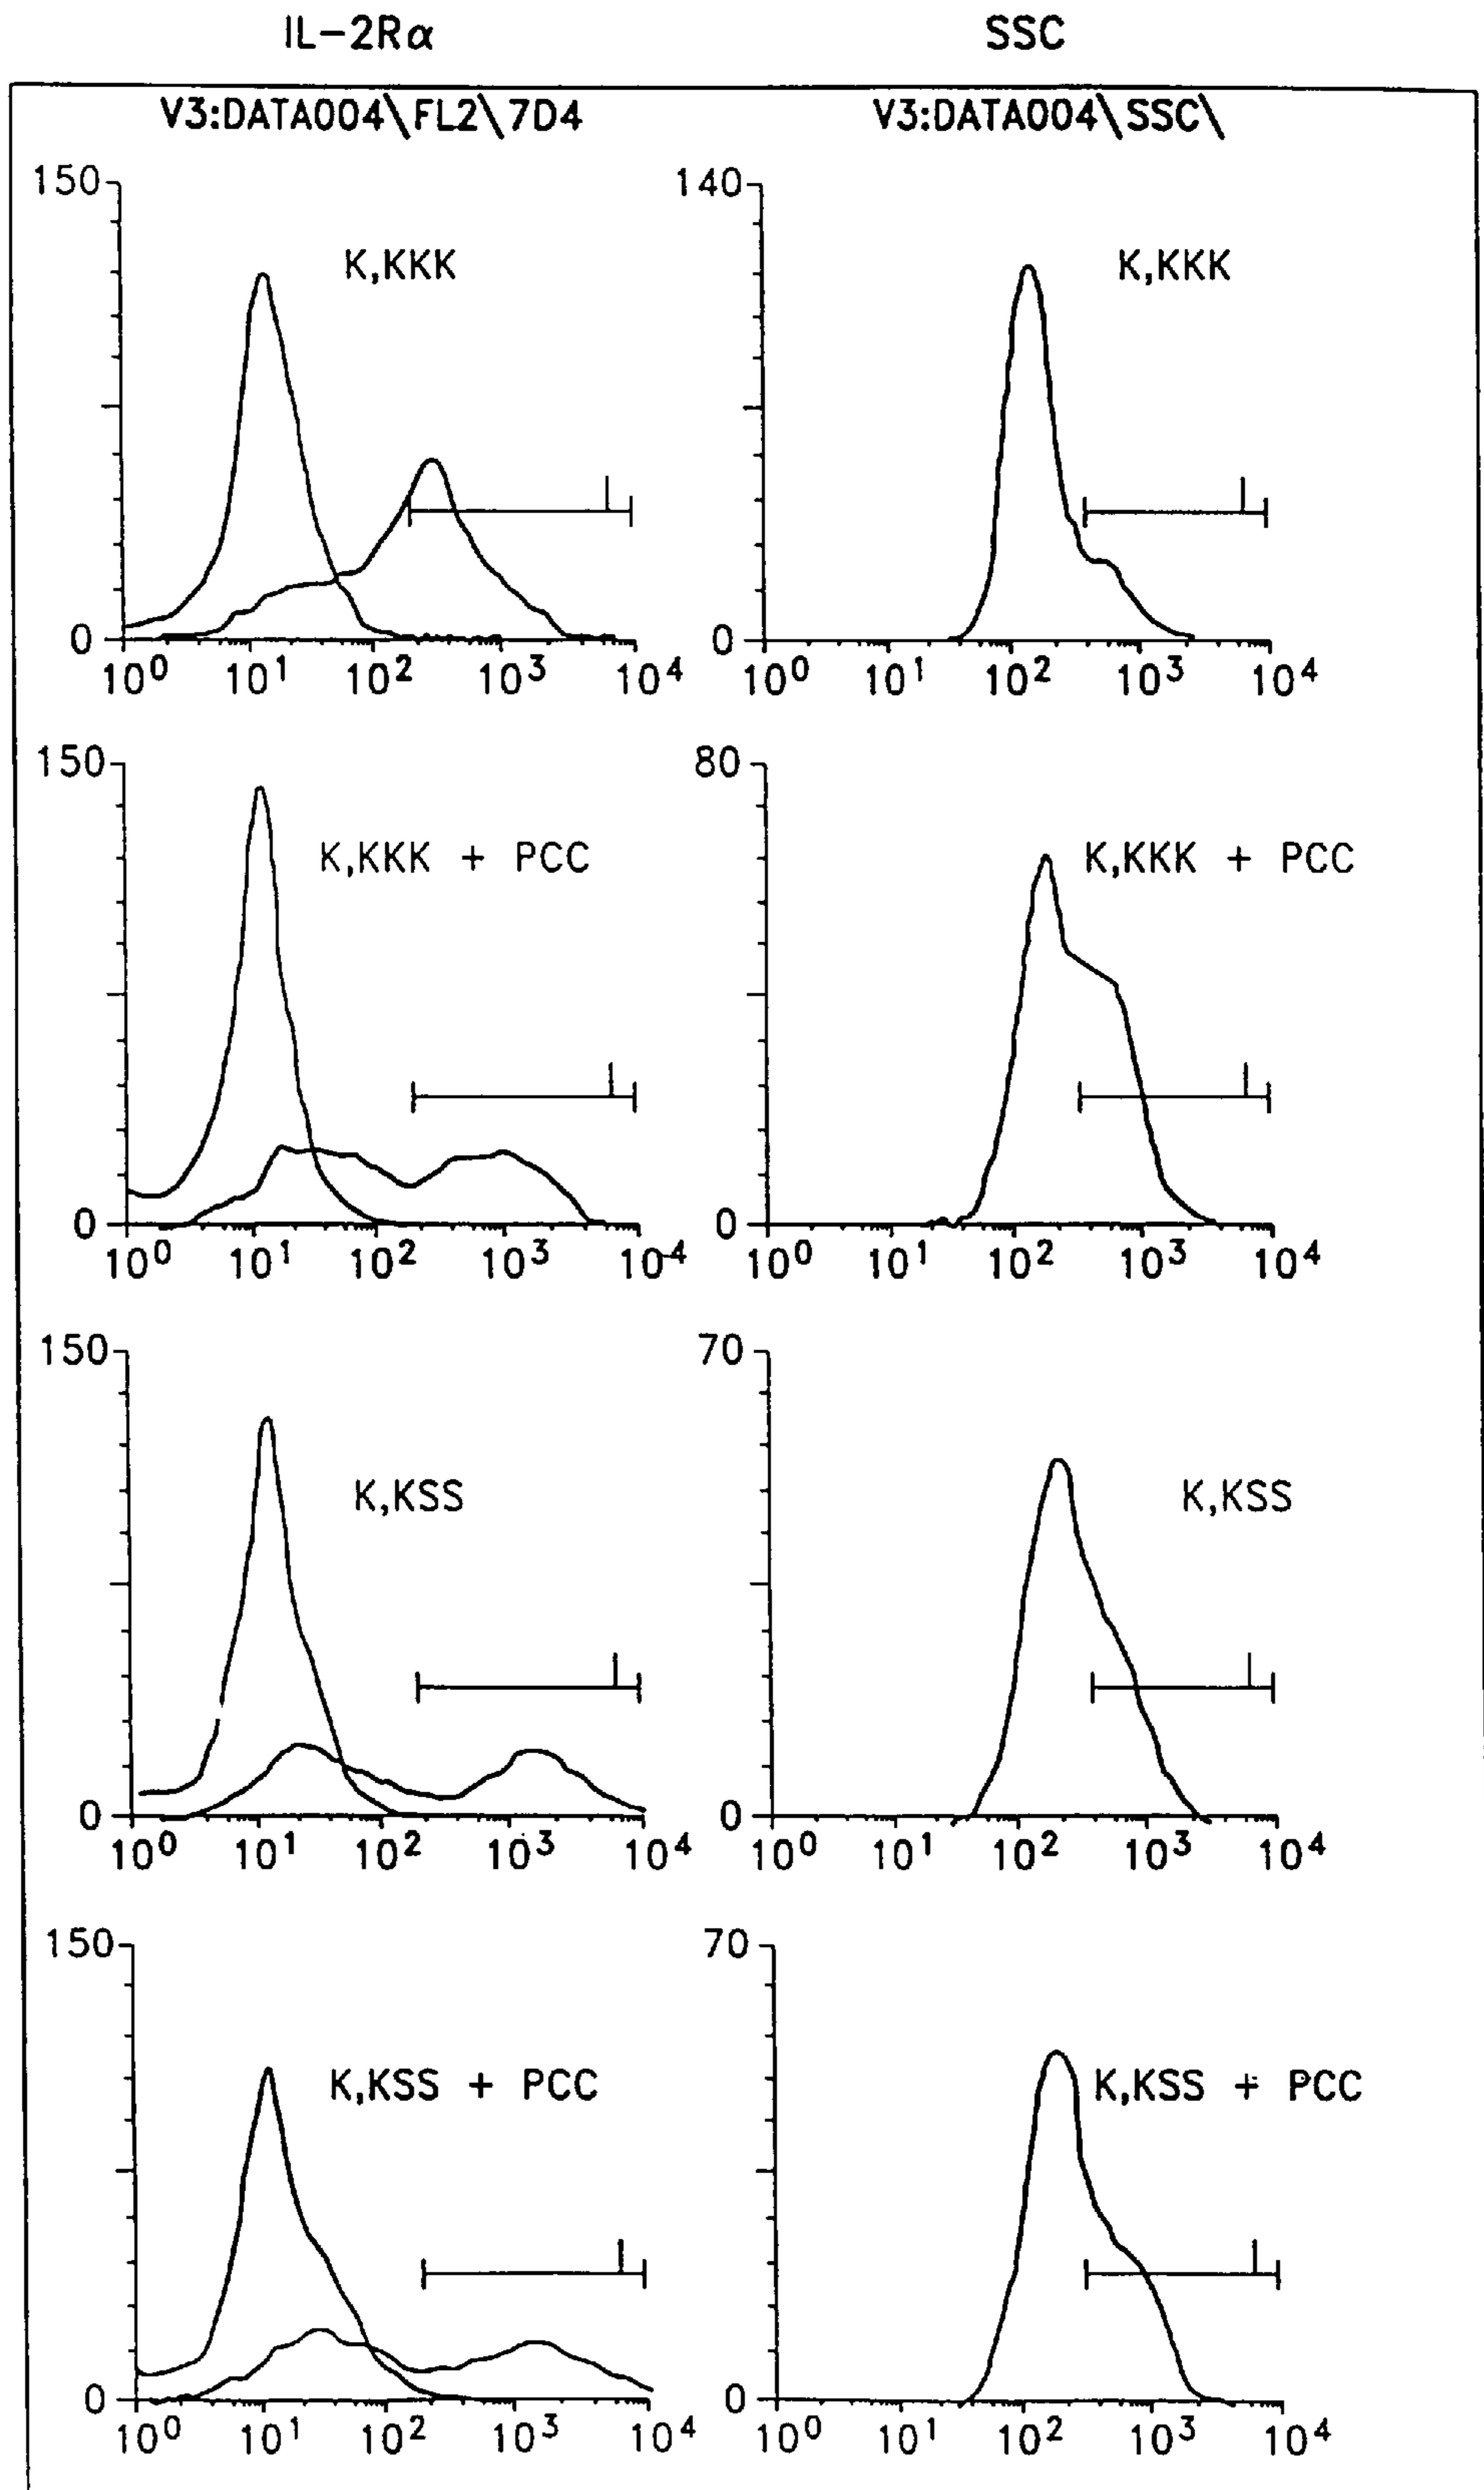 IL-2Rα SSC
V3:DATA004\FL2\7D4 V3:DATA004\SSC\
150 140
K,KKK K,KKK
0 0
10⁰ 10¹ 10² 10³ 10⁴ 10⁰ 10¹ 10² 10³ 10⁴
150 80
K,KKK + PCC K,KKK + PCC
0 0
10⁰ 10¹ 10² 10³ 10⁻⁴ 10⁰ 10¹ 10² 10³ 10⁴
150 70
K,KSS K,KSS
0 0
10⁰ 10¹ 10² 10³ 10⁴ 10⁰ 10¹ 10² 10³ 10⁴
150 70
K,KSS + PCC K,KSS + PCC
0 0
10⁰ 10¹ 10² 10³ 10⁴ 10⁰ 10¹ 10² 10³ 10⁴